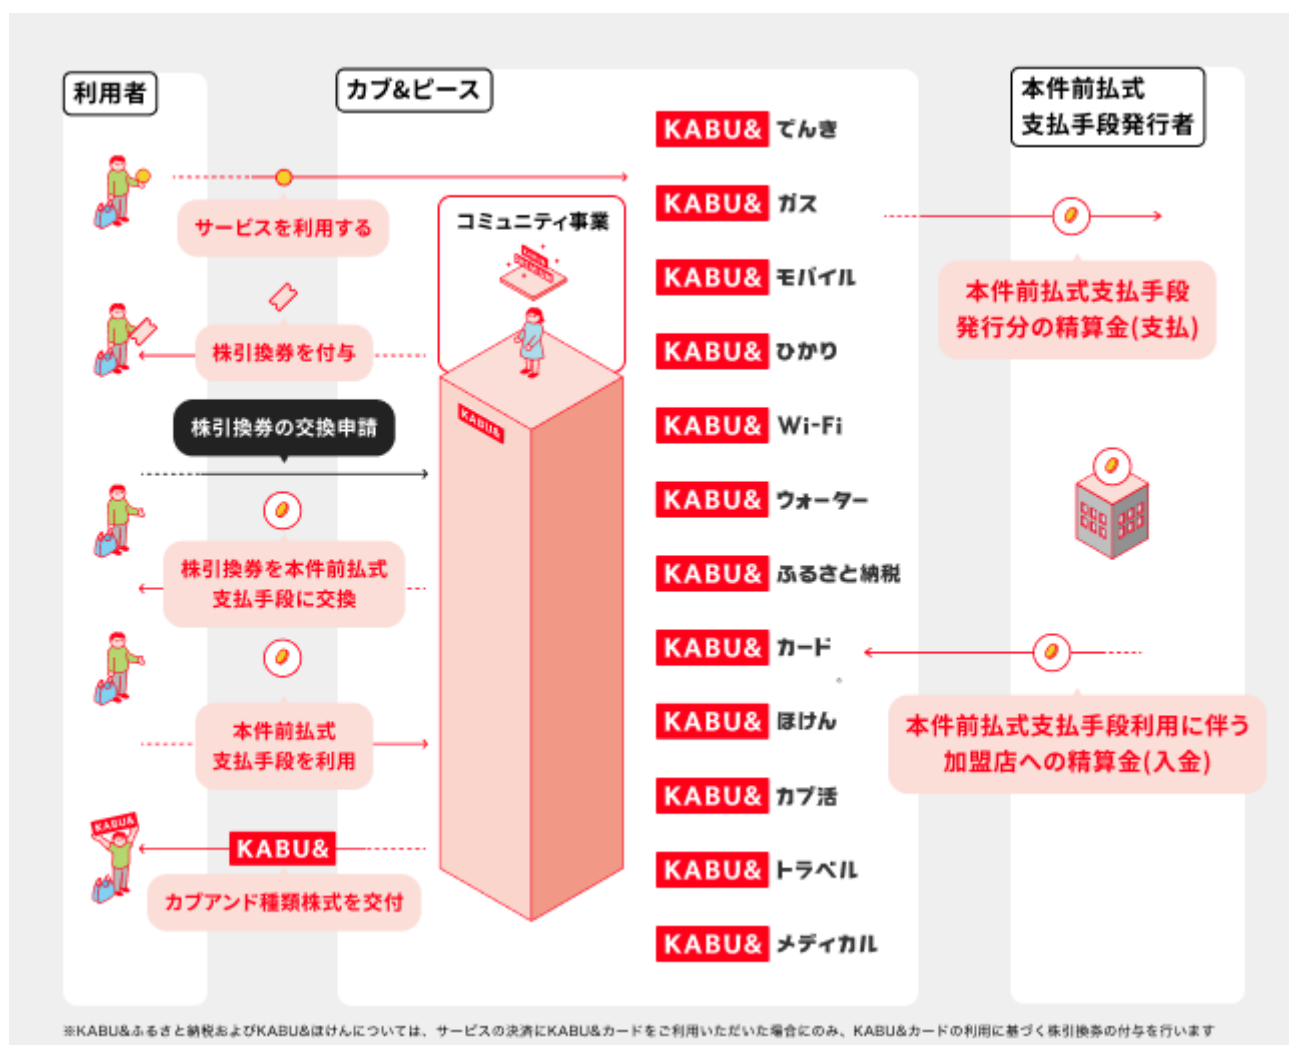 利用者
カブ&ピース
本件前払式
支払手段発行者
サービスを利用する
株引換券を付与
株引換券の交換申請
株引換券を本件前払式
支払手段に交換
本件前払式
支払手段を利用
KABU&
カブアンド種類株式を交付
KABU&
コミュニティ事業
KABU&
KABU& でんき
KABU& ガス
KABU& モバイル
KABU& ひかり
KABU& Wi-Fi
KABU& ウォーター
KABU& ふるさと納税
KABU& カード
KABU& ほけん
KABU& カブ活
KABU& トラベル
KABU& メディカル
本件前払式支払手段
発行分の精算金(支払)
本件前払式支払手段利用に伴う
加盟店への精算金(入金)
※KABU&ふるさと納税およびKABU&ほけんについては、サービスの決済にKABU&カードをご利用いただいた場合にのみ、KABU&カードの利用に基づく株引換券の付与を行います